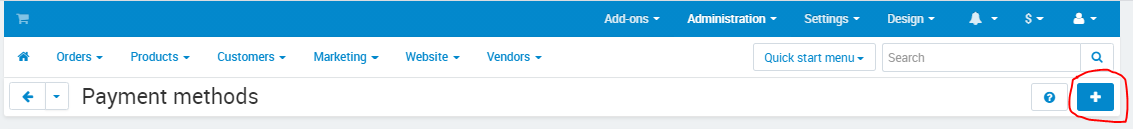 Add-ons Administration Settings Design $
Orders Products Customers Marketing Website Vendors Quick start menu Search
Payment methods